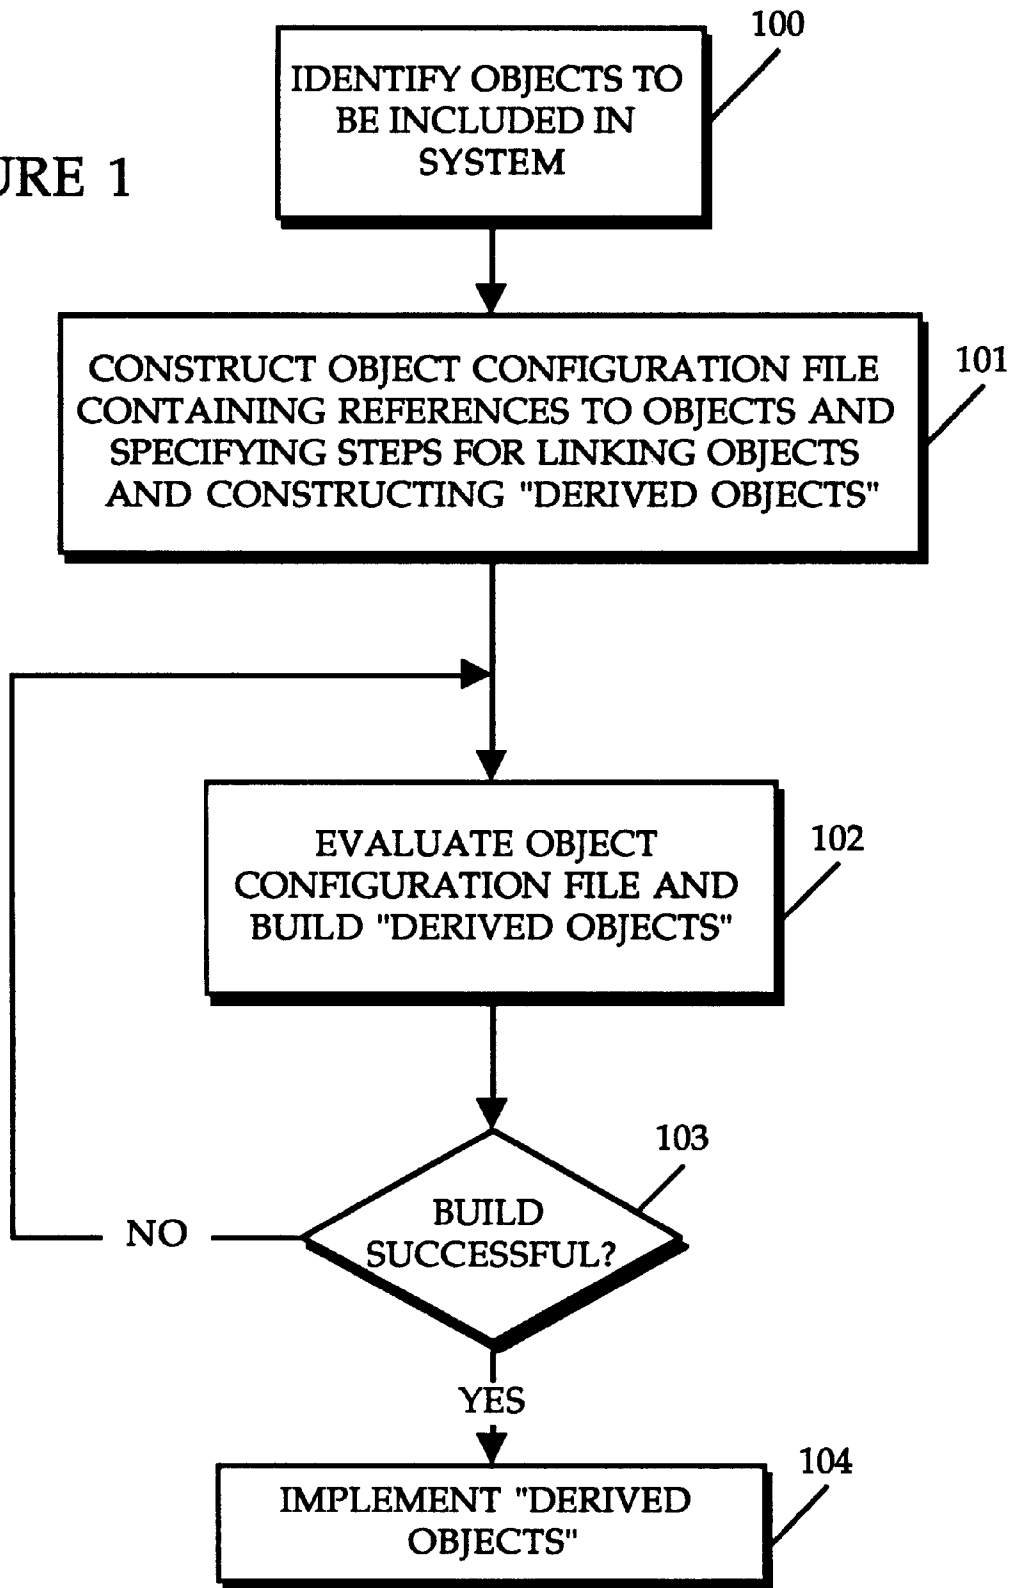 100
IDENTIFY OBJECTS TO
BE INCLUDED IN
SYSTEM
URE 1
101
CONSTRUCT OBJECT CONFIGURATION FILE
CONTAINING REFERENCES TO OBJECTS AND
SPECIFYING STEPS FOR LINKING OBJECTS
AND CONSTRUCTING "DERIVED OBJECTS"
102
EVALUATE OBJECT
CONFIGURATION FILE AND
BUILD "DERIVED OBJECTS"
103
BUILD
SUCCESSFUL?
NO
YES
104
IMPLEMENT "DERIVED
OBJECTS"